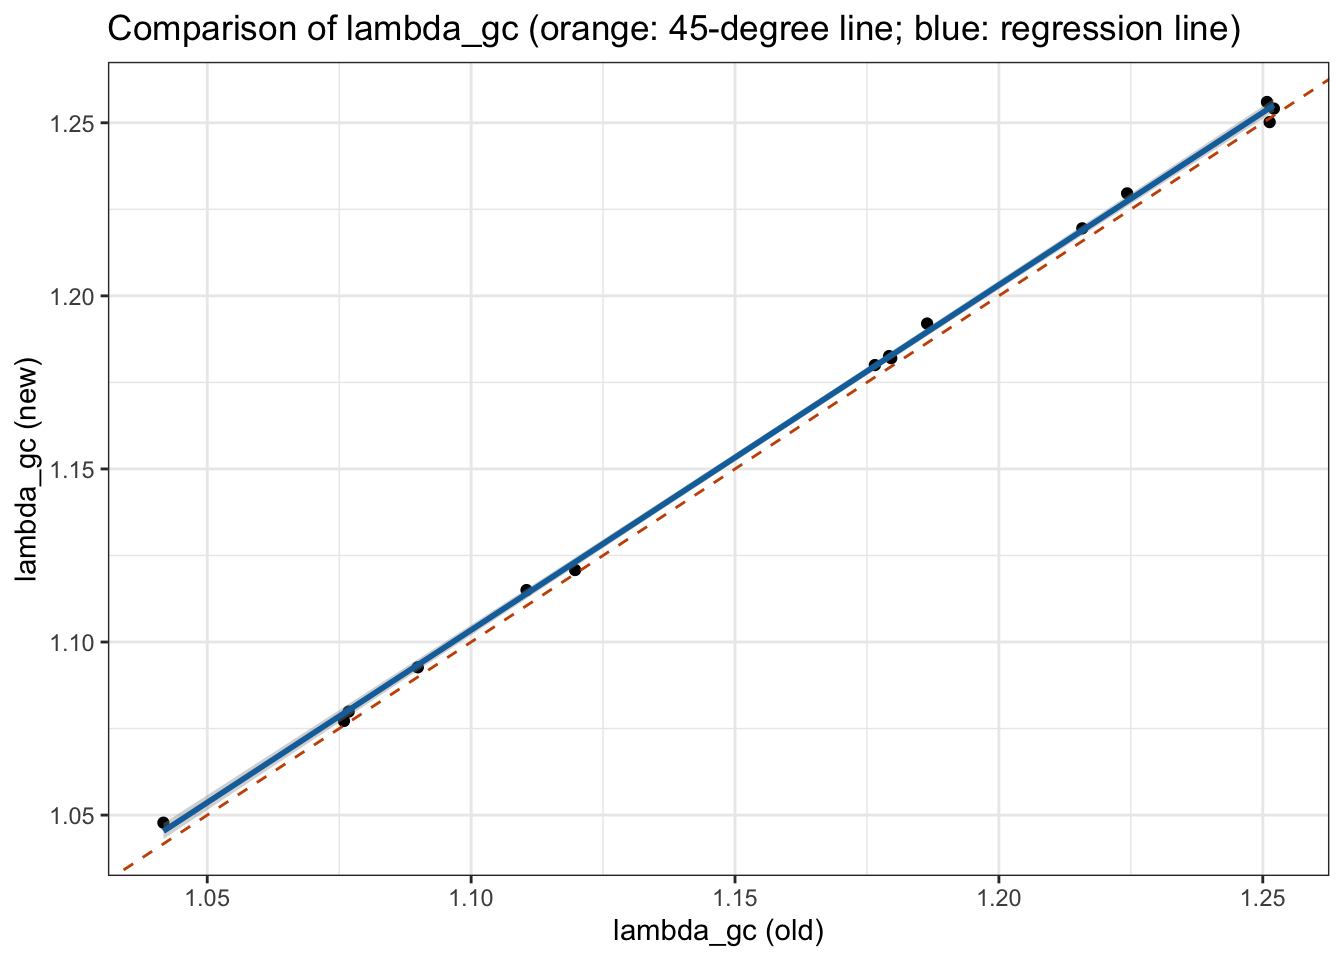 Comparison of lambda_gc (orange: 45-degree line; blue: regression line)
1.25
1.20
1.15
1.10
1.05
lambda_gc (new)
1.05 1.10 1.15 1.20 1.25
lambda_gc (old)